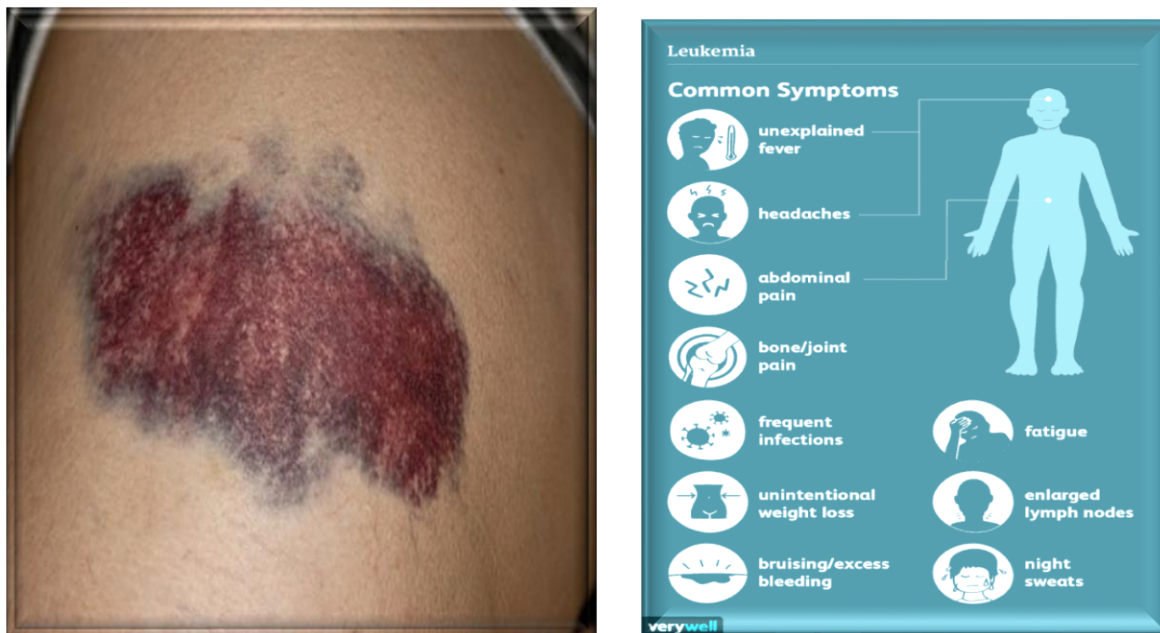 Leukemia
Common Symptoms
unexplained
fever
headaches
abdominal
pain
bone/joint
pain
frequent
infections
fatigue
unintentional
weight loss
enlarged
lymph nodes
bruising/excess
bleeding
night
sweats
verywell